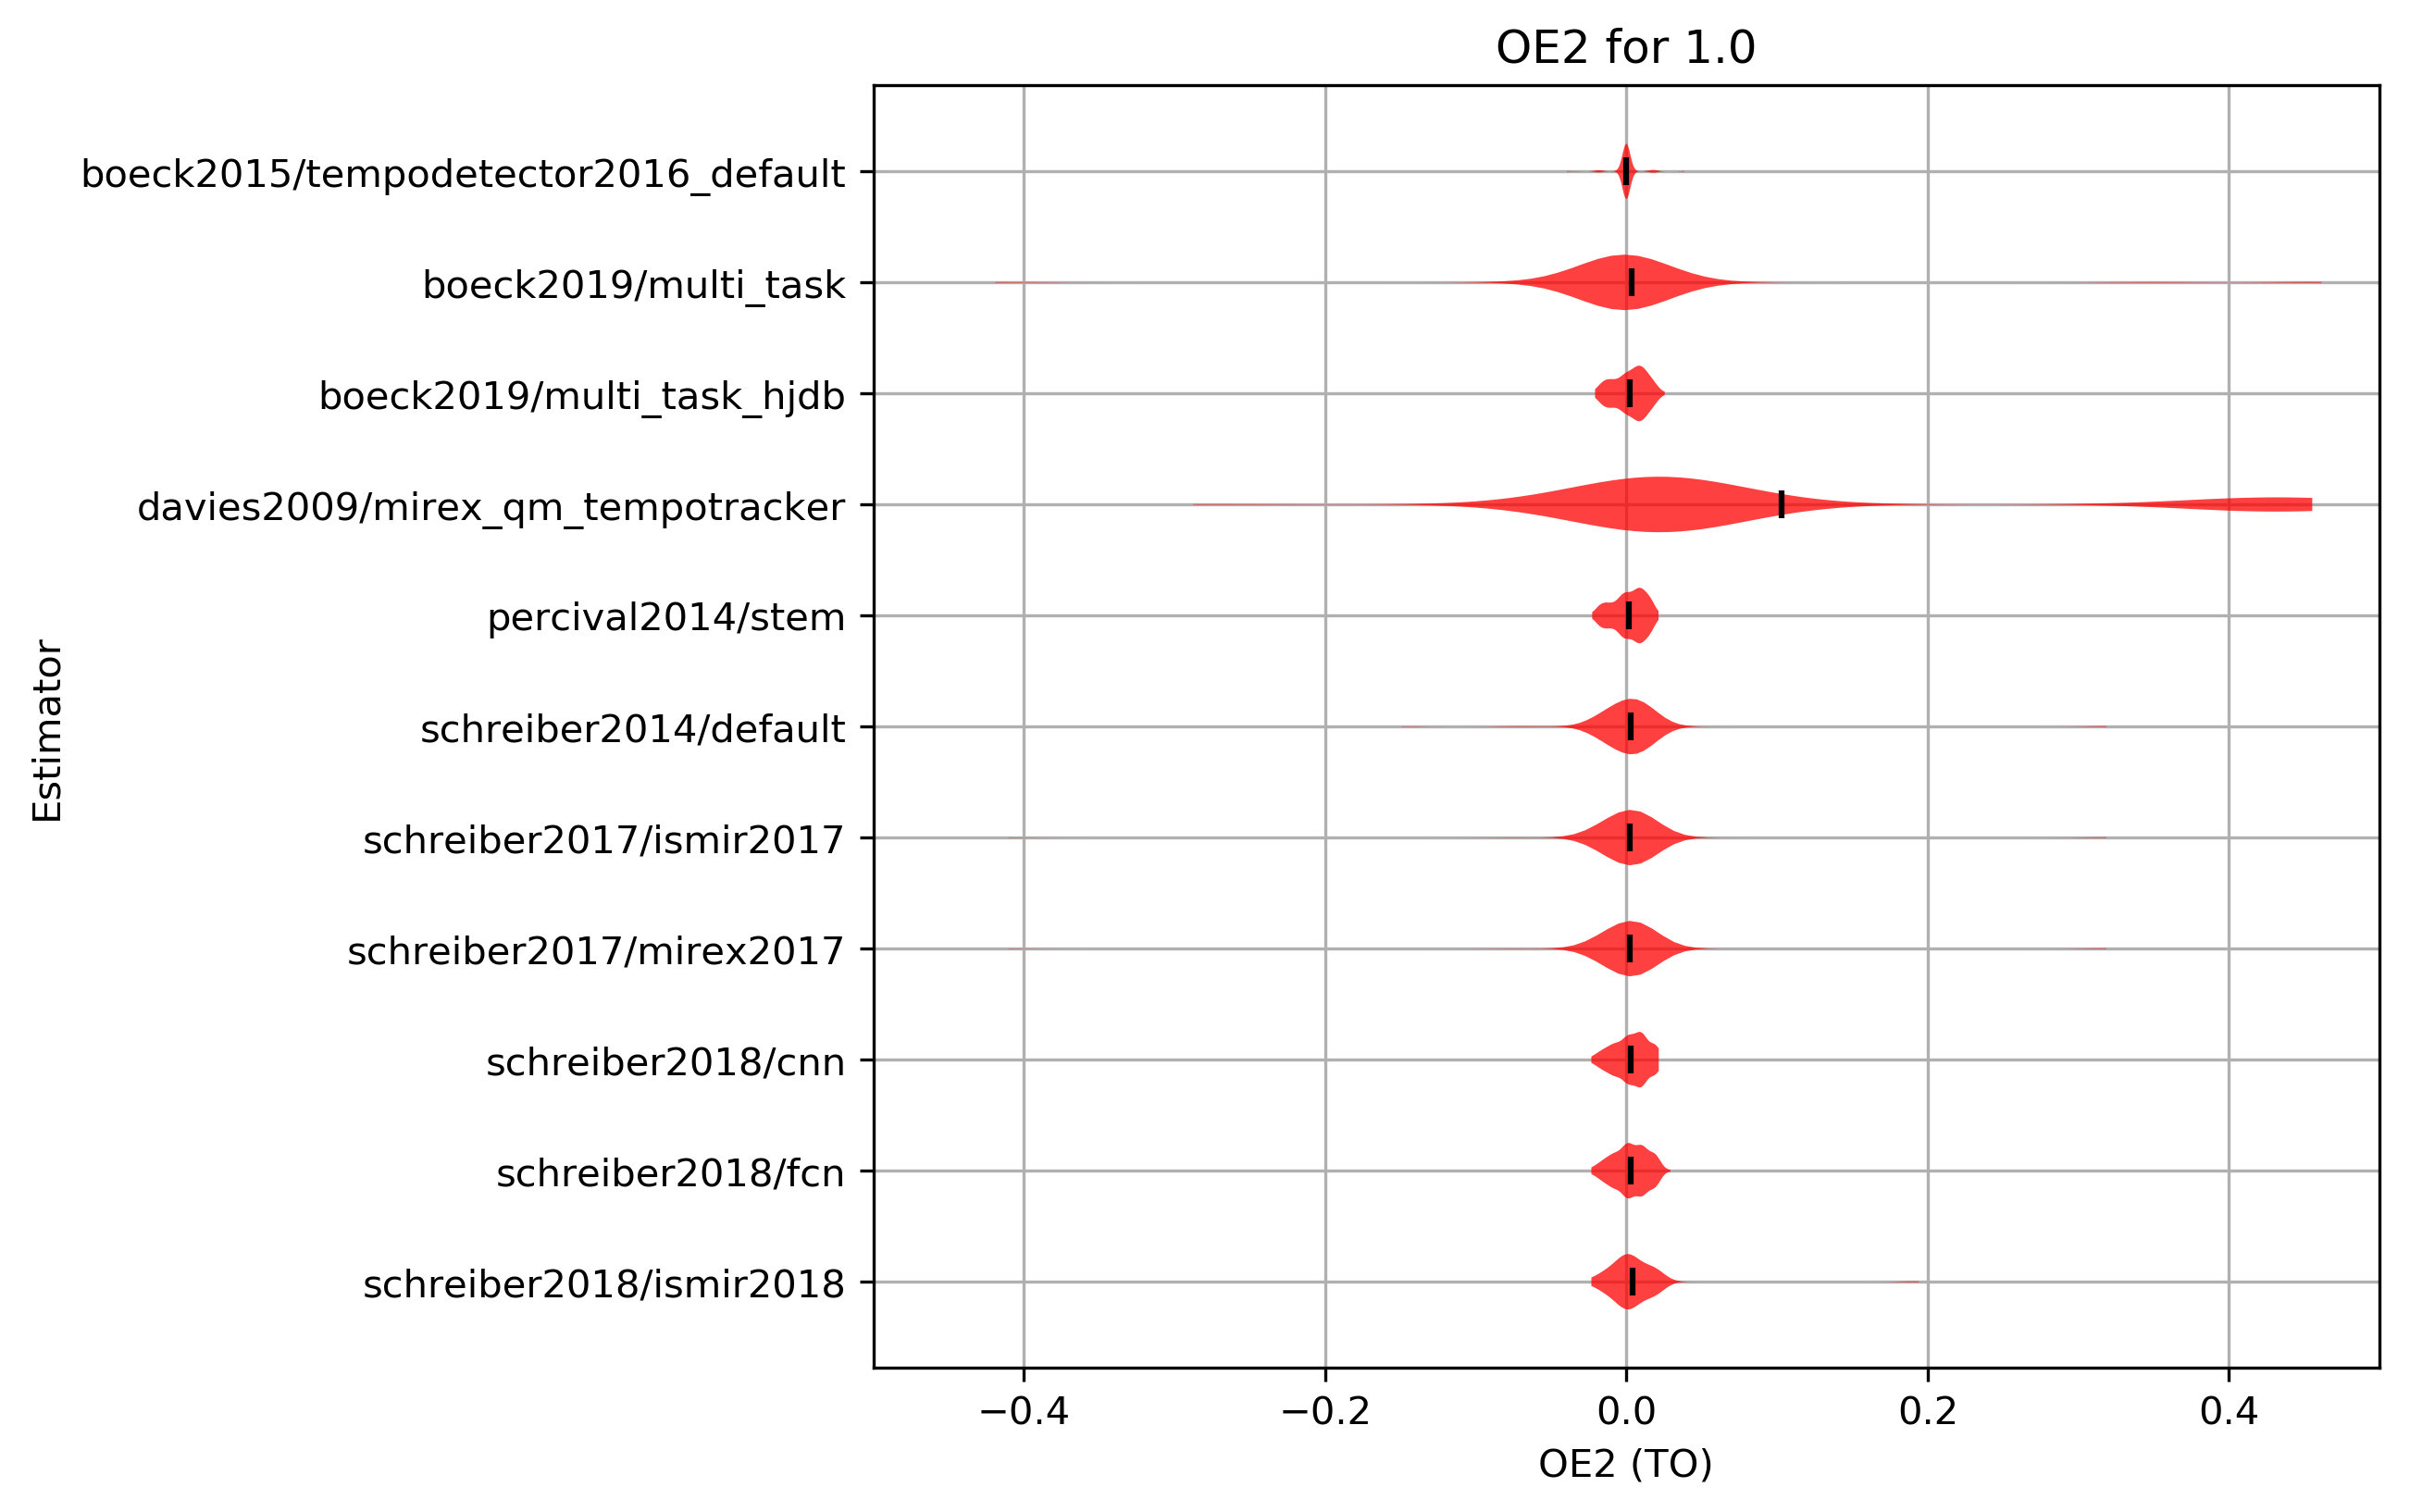 OE2 for 1.0
boeck2015/tempodetector2016_default
boeck2019/multi_task
boeck2019/multi_task_hjdb
davies2009/mirex_qm_tempotracker
percival2014/stem
schreiber2014/default
schreiber2017/ismir2017
schreiber2017/mirex2017
schreiber2018/cnn
schreiber2018/fcn
schreiber2018/ismir2018
Estimator
−0.4 −0.2 0.0 0.2 0.4
OE2 (TO)